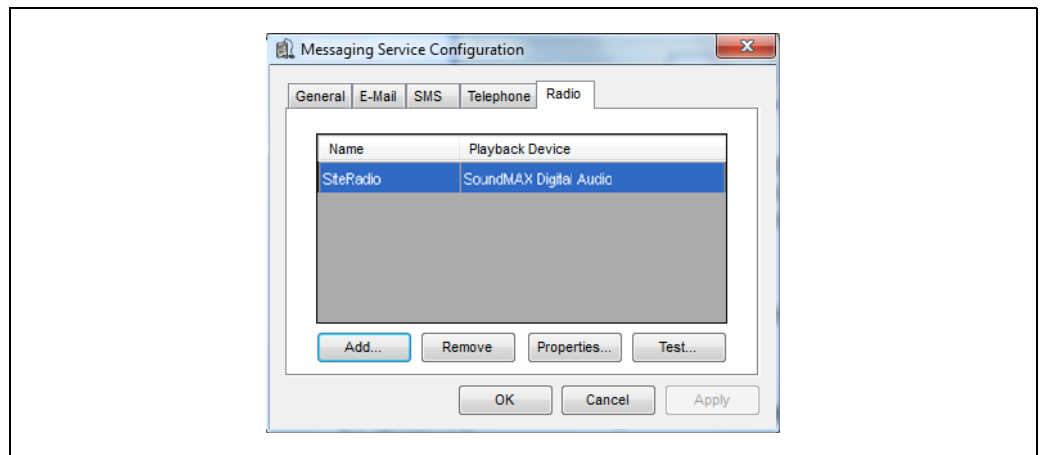 Messaging Service Configuration
General E-Mail SMS Telephone Radio
Name Playback Device
SiteRadio SoundMAX Digital Audio
Add... Remove Properties... Test...
OK Cancel Apply